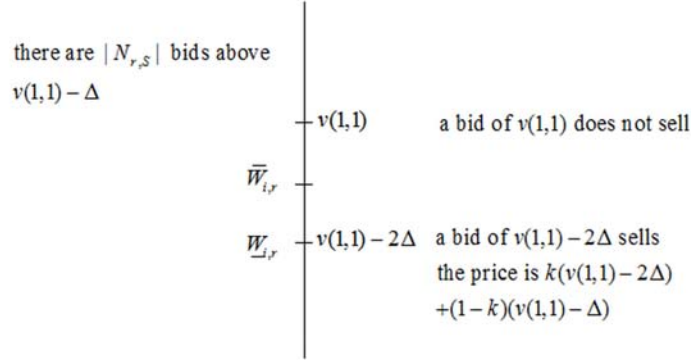 there are |N_{r,S}| bids above
v(1,1) − Δ
v(1,1)
a bid of v(1,1) does not sell
W̅_{i,r}
W̲_{i,r}
v(1,1) − 2Δ
a bid of v(1,1) − 2Δ sells
the price is k(v(1,1) − 2Δ)
+(1 − k)(v(1,1) − Δ)